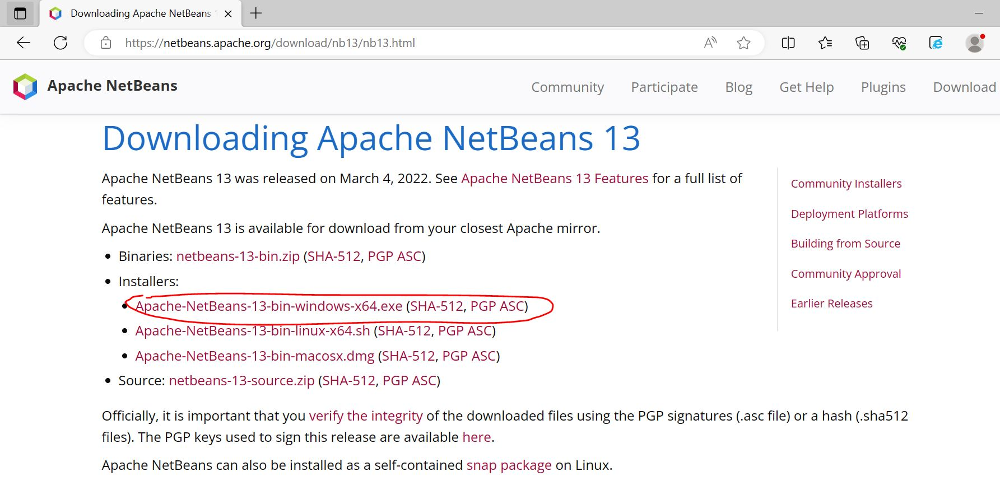 Downloading Apache NetBeans
https://netbeans.apache.org/download/nb13/nb13.html
Apache NetBeans
Community Participate Blog Get Help Plugins Download
Downloading Apache NetBeans 13
Apache NetBeans 13 was released on March 4, 2022. See Apache NetBeans 13 Features for a full list of
features.
Apache NetBeans 13 is available for download from your closest Apache mirror.
• Binaries: netbeans-13-bin.zip (SHA-512, PGP ASC)
• Installers:
• Apache-NetBeans-13-bin-windows-x64.exe (SHA-512, PGP ASC)
• Apache-NetBeans-13-bin-linux-x64.sh (SHA-512, PGP ASC)
• Apache-NetBeans-13-bin-macosx.dmg (SHA-512, PGP ASC)
• Source: netbeans-13-source.zip (SHA-512, PGP ASC)
Officially, it is important that you verify the integrity of the downloaded files using the PGP signatures (.asc file) or a hash (.sha512
files). The PGP keys used to sign this release are available here.
Apache NetBeans can also be installed as a self-contained snap package on Linux.
Community Installers
Deployment Platforms
Building from Source
Community Approval
Earlier Releases